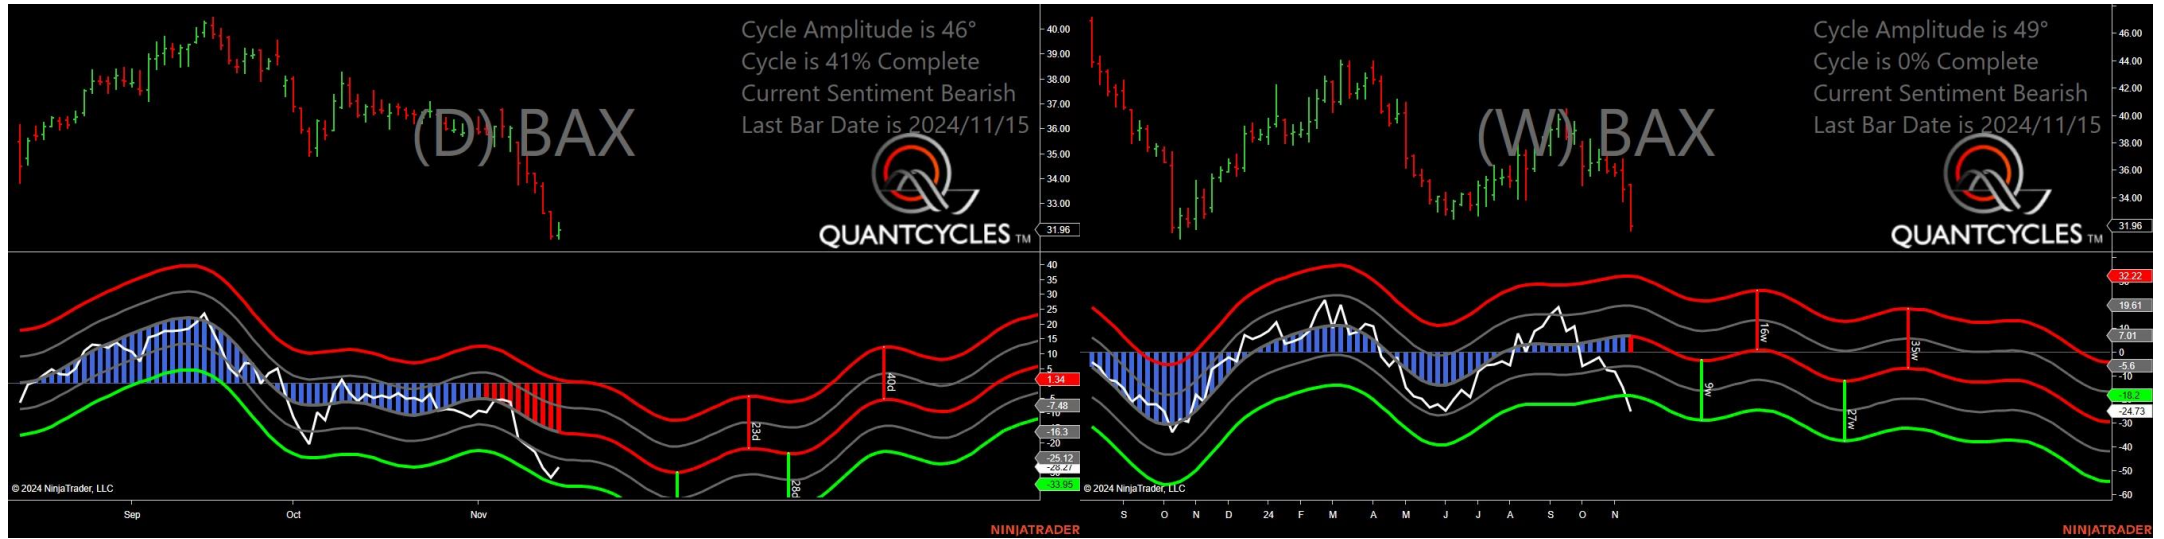 Cycle Amplitude is 46°
Cycle is 41% Complete
Current Sentiment Bearish
Last Bar Date is 2024/11/15
(D) BAX
QUANTCYCLES TM
40.00
39.00
38.00
37.00
36.00
35.00
34.00
33.00
31.96
40
35
30
25
20
15
10
5
1.34
-7.48
-16.3
-20
-25.12
-28.27
-33.95
23d
28d
40d
© 2024 NinjaTrader, LLC
Sep
Oct
Nov
NINJATRADER
Cycle Amplitude is 49°
Cycle is 0% Complete
Current Sentiment Bearish
Last Bar Date is 2024/11/15
(W) BAX
QUANTCYCLES TM
46.00
44.00
42.00
40.00
38.00
36.00
34.00
31.96
32.22
19.61
10
7.01
0
-5.6
-10
-18.2
-24.73
-30
-40
-50
-60
9w
16w
27w
35w
© 2024 NinjaTrader, LLC
S
O
N
D
24
F
M
A
M
J
J
A
S
O
N
NINJATRADER